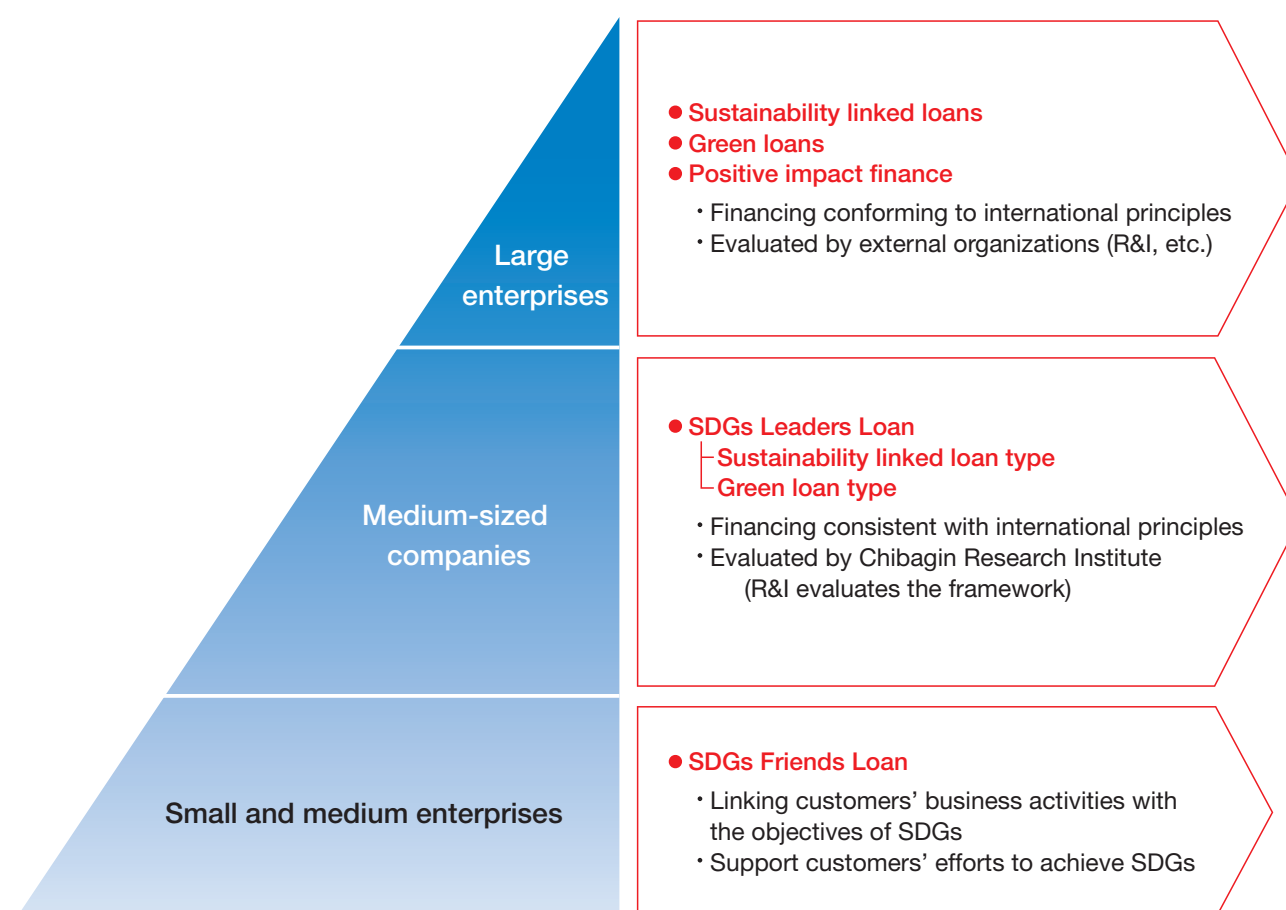 Large
enterprises
● Sustainability linked loans
● Green loans
● Positive impact finance
・Financing conforming to international principles
・Evaluated by external organizations (R&I, etc.)
Medium-sized
companies
● SDGs Leaders Loan
Sustainability linked loan type
Green loan type
・Financing consistent with international principles
・Evaluated by Chibagin Research Institute
(R&I evaluates the framework)
Small and medium enterprises
● SDGs Friends Loan
・Linking customers’ business activities with
the objectives of SDGs
・Support customers’ efforts to achieve SDGs